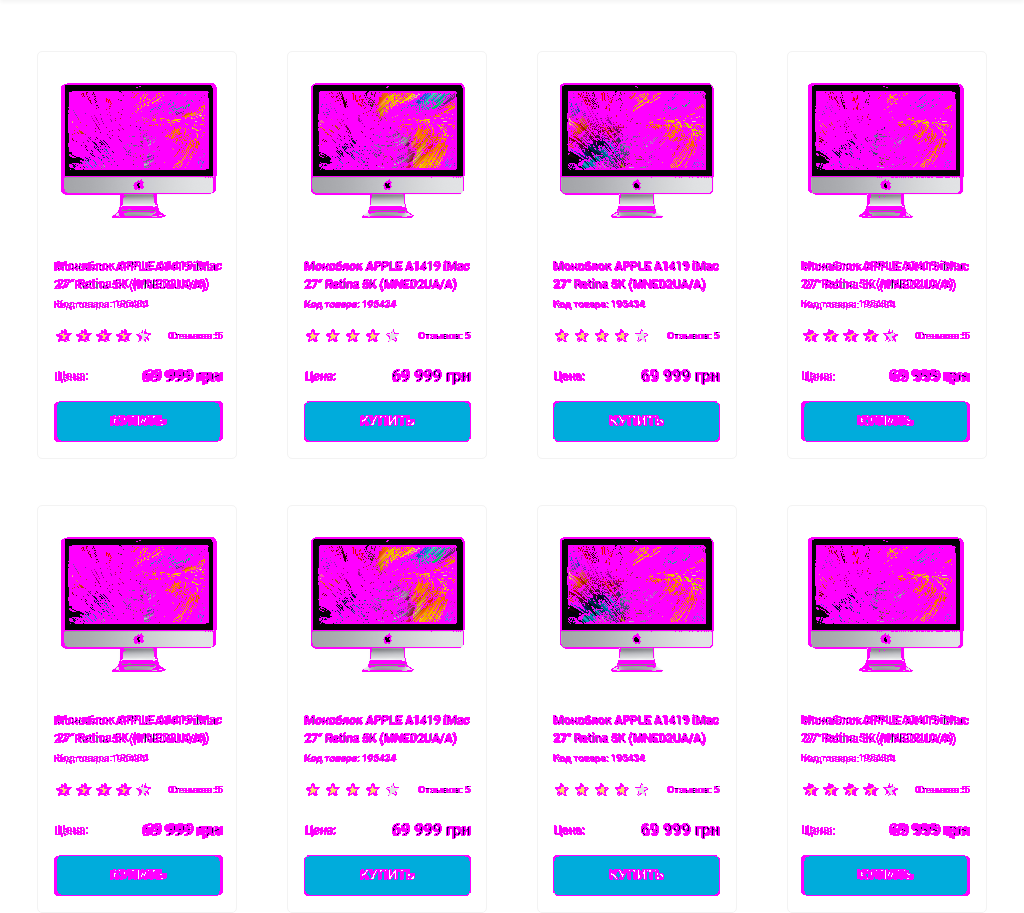 Моноблок APPLE A1419 iMac
27" Retina 5K (MNED2UA/A)
Код товара: 195434
Отзывов: 5
Цена: 69 999 грн
КУПИТЬ
Моноблок APPLE A1419 iMac
27" Retina 5K (MNED2UA/A)
Код товара: 195434
Отзывов: 5
Цена: 69 999 грн
КУПИТЬ
Моноблок APPLE A1419 iMac
27" Retina 5K (MNED2UA/A)
Код товара: 195434
Отзывов: 5
Цена: 69 999 грн
КУПИТЬ
Моноблок APPLE A1419 iMac
27" Retina 5K (MNED2UA/A)
Код товара: 195434
Отзывов: 5
Цена: 69 999 грн
КУПИТЬ
Моноблок APPLE A1419 iMac
27" Retina 5K (MNED2UA/A)
Код товара: 195434
Отзывов: 5
Цена: 69 999 грн
КУПИТЬ
Моноблок APPLE A1419 iMac
27" Retina 5K (MNED2UA/A)
Код товара: 195434
Отзывов: 5
Цена: 69 999 грн
КУПИТЬ
Моноблок APPLE A1419 iMac
27" Retina 5K (MNED2UA/A)
Код товара: 195434
Отзывов: 5
Цена: 69 999 грн
КУПИТЬ
Моноблок APPLE A1419 iMac
27" Retina 5K (MNED2UA/A)
Код товара: 195434
Отзывов: 5
Цена: 69 999 грн
КУПИТЬ